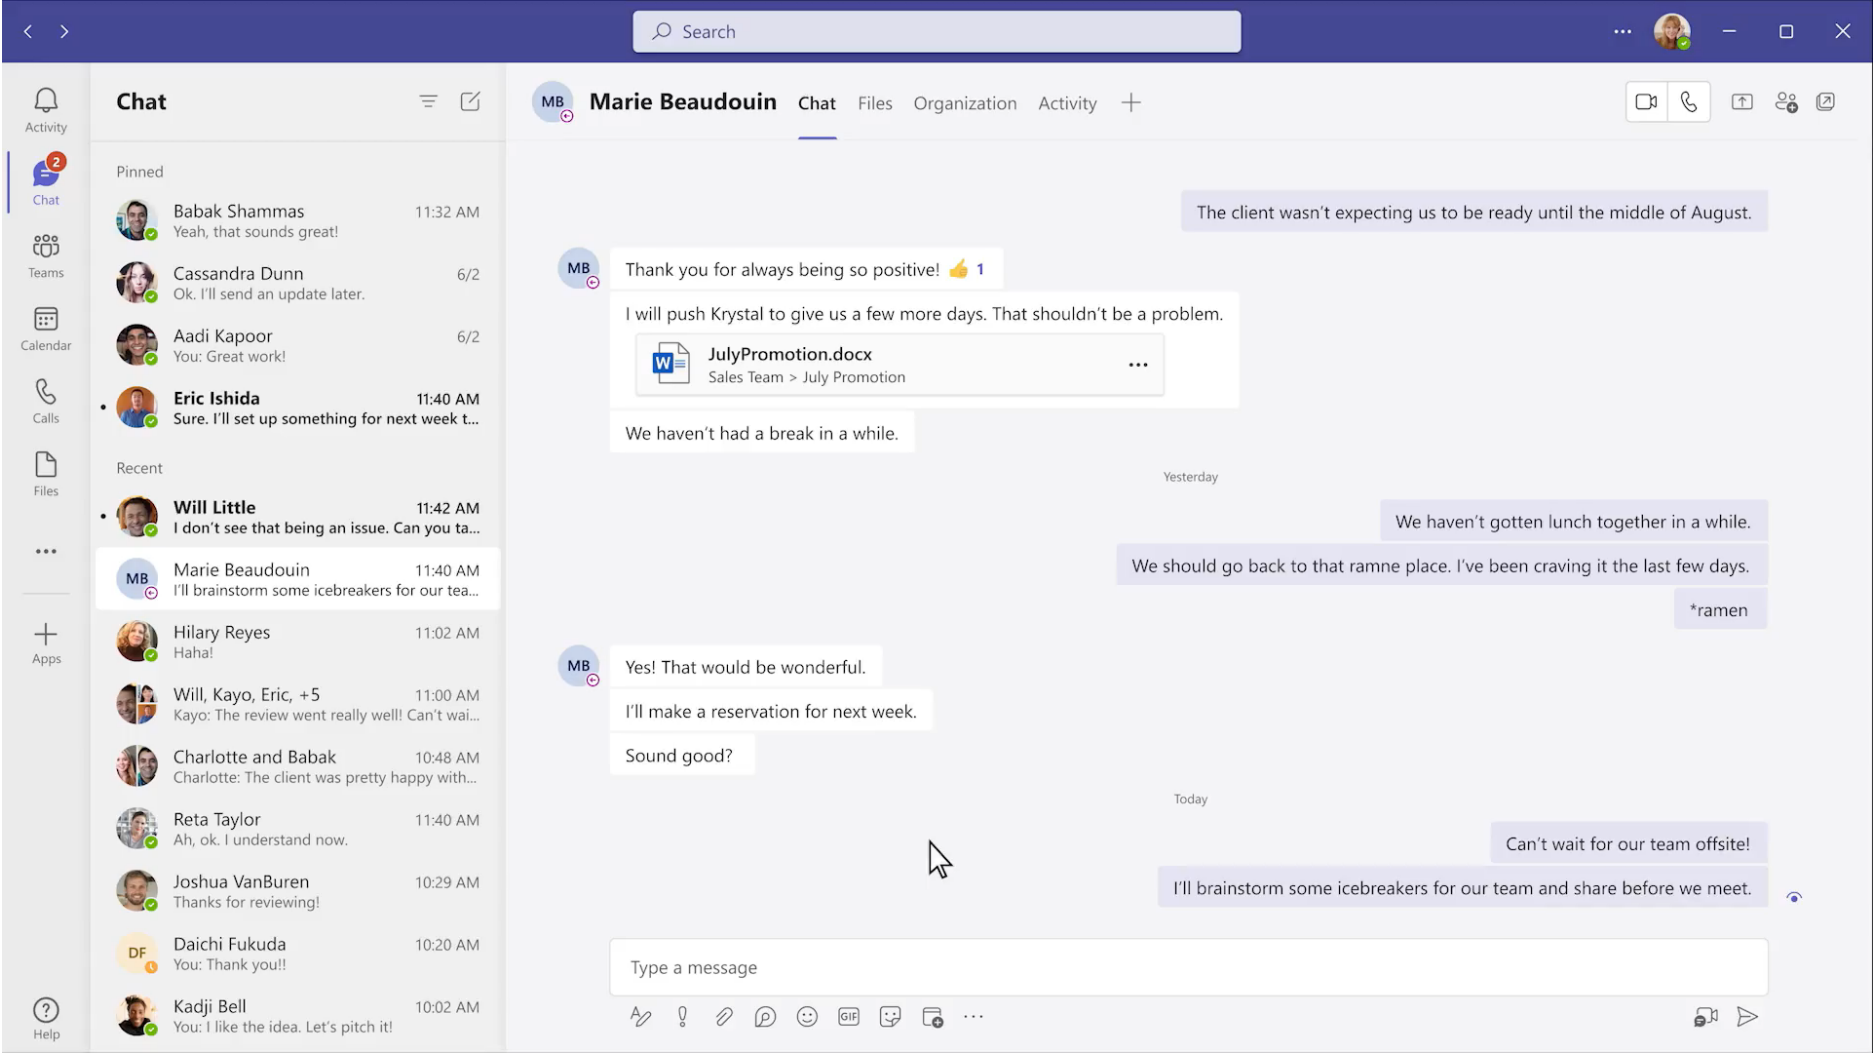 Search
Activity
2
Chat
Teams
Calendar
Calls
Files
Apps
Help
Chat
Pinned
Babak Shammas 11:32 AM
Yeah, that sounds great!
Cassandra Dunn 6/2
Ok. I’ll send an update later.
Aadi Kapoor 6/2
You: Great work!
Eric Ishida 11:40 AM
Sure. I’ll set up something for next week t...
Recent
Will Little 11:42 AM
I don’t see that being an issue. Can you ta...
MB Marie Beaudouin 11:40 AM
I’ll brainstorm some icebreakers for our tea...
Hilary Reyes 11:02 AM
Haha!
Will, Kayo, Eric, +5 11:00 AM
Kayo: The review went really well! Can’t wai...
Charlotte and Babak 10:48 AM
Charlotte: The client was pretty happy with...
Reta Taylor 11:40 AM
Ah, ok. I understand now.
Joshua VanBuren 10:29 AM
Thanks for reviewing!
DF Daichi Fukuda 10:20 AM
You: Thank you!!
Kadji Bell 10:02 AM
You: I like the idea. Let’s pitch it!
MB Marie Beaudouin Chat Files Organization Activity
The client wasn’t expecting us to be ready until the middle of August.
MB Thank you for always being so positive! 👍 1
I will push Krystal to give us a few more days. That shouldn’t be a problem.
W JulyPromotion.docx
Sales Team > July Promotion
We haven’t had a break in a while.
Yesterday
We haven’t gotten lunch together in a while.
We should go back to that ramne place. I’ve been craving it the last few days.
*ramen
MB Yes! That would be wonderful.
I’ll make a reservation for next week.
Sound good?
Today
Can’t wait for our team offsite!
I’ll brainstorm some icebreakers for our team and share before we meet.
Type a message
GIF